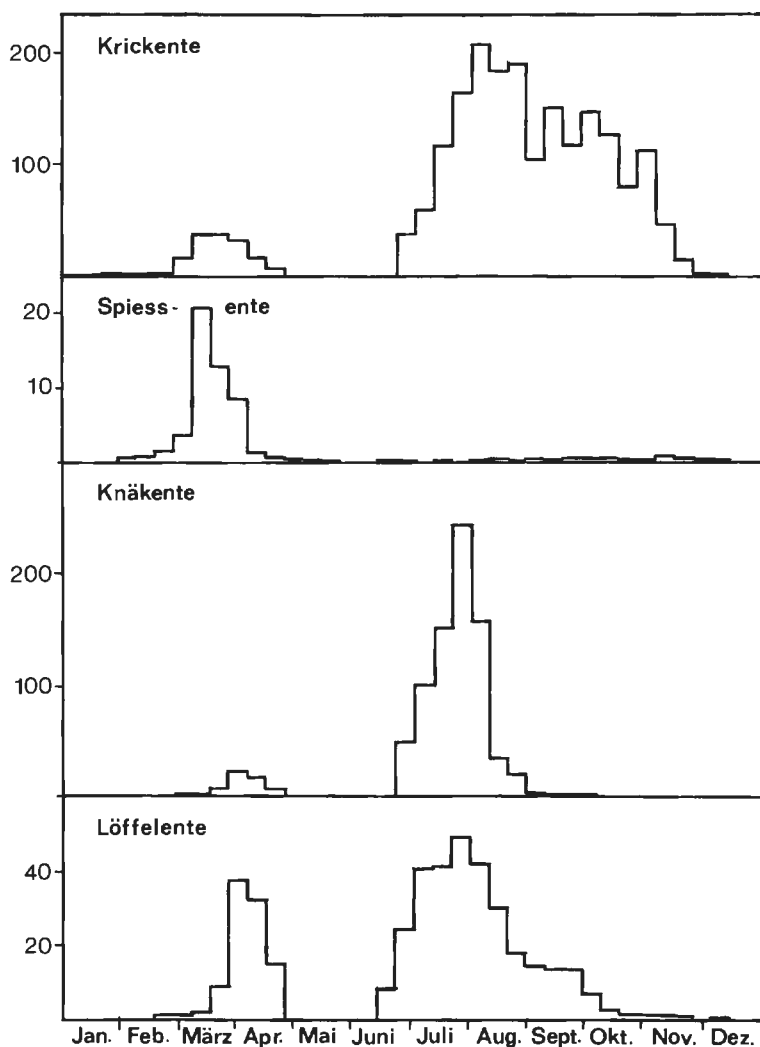 Krickente
200
100
Spiess- ente
20
10
Knäkente
200
100
Löffelente
40
20
Jan. Feb. März Apr. Mai Juni Juli Aug. Sept. Okt. Nov. Dez.